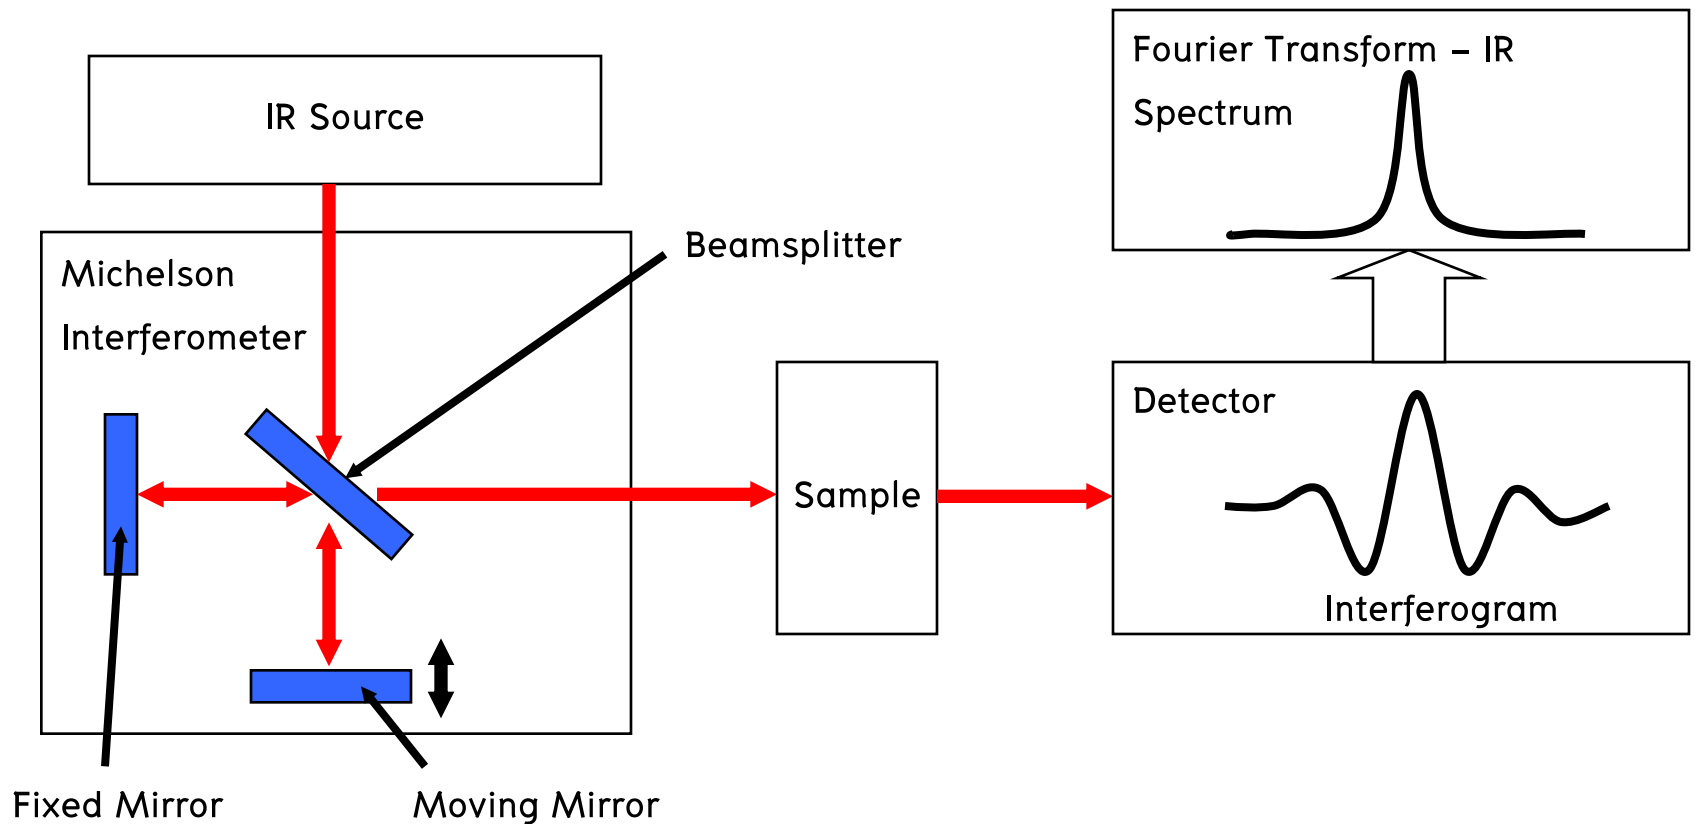 IR Source
Michelson
Interferometer
Beamsplitter
Fixed Mirror
Moving Mirror
Sample
Fourier Transform – IR
Spectrum
Detector
Interferogram